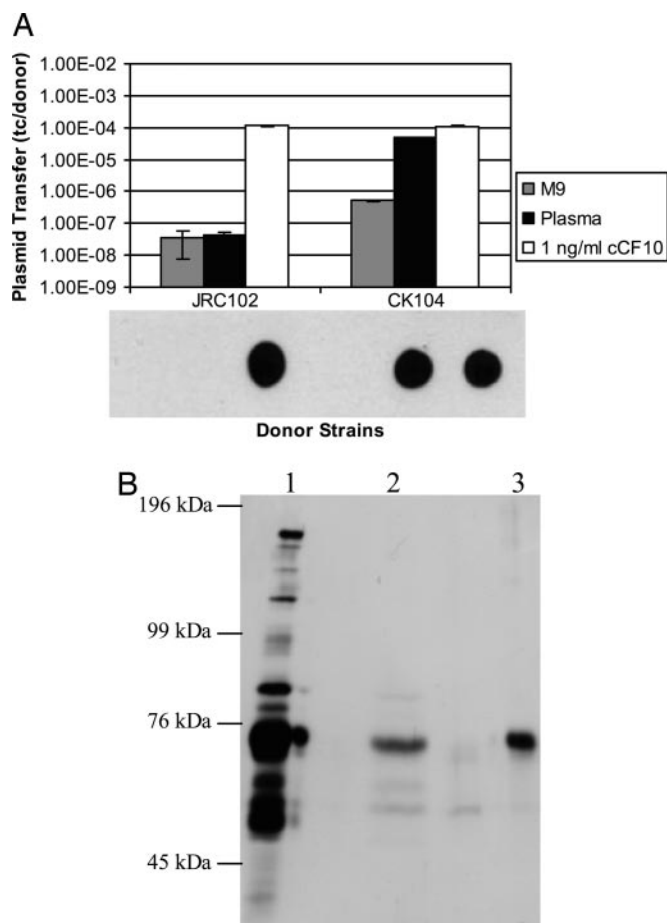 A
Plasmid Transfer (tc/donor)
1.00E-02
1.00E-03
1.00E-04
1.00E-05
1.00E-06
1.00E-07
1.00E-08
1.00E-09
JRC102
CK104
M9
Plasma
1 ng/ml cCF10
Donor Strains
B
1 2 3
196 kDa
99 kDa
76 kDa
45 kDa